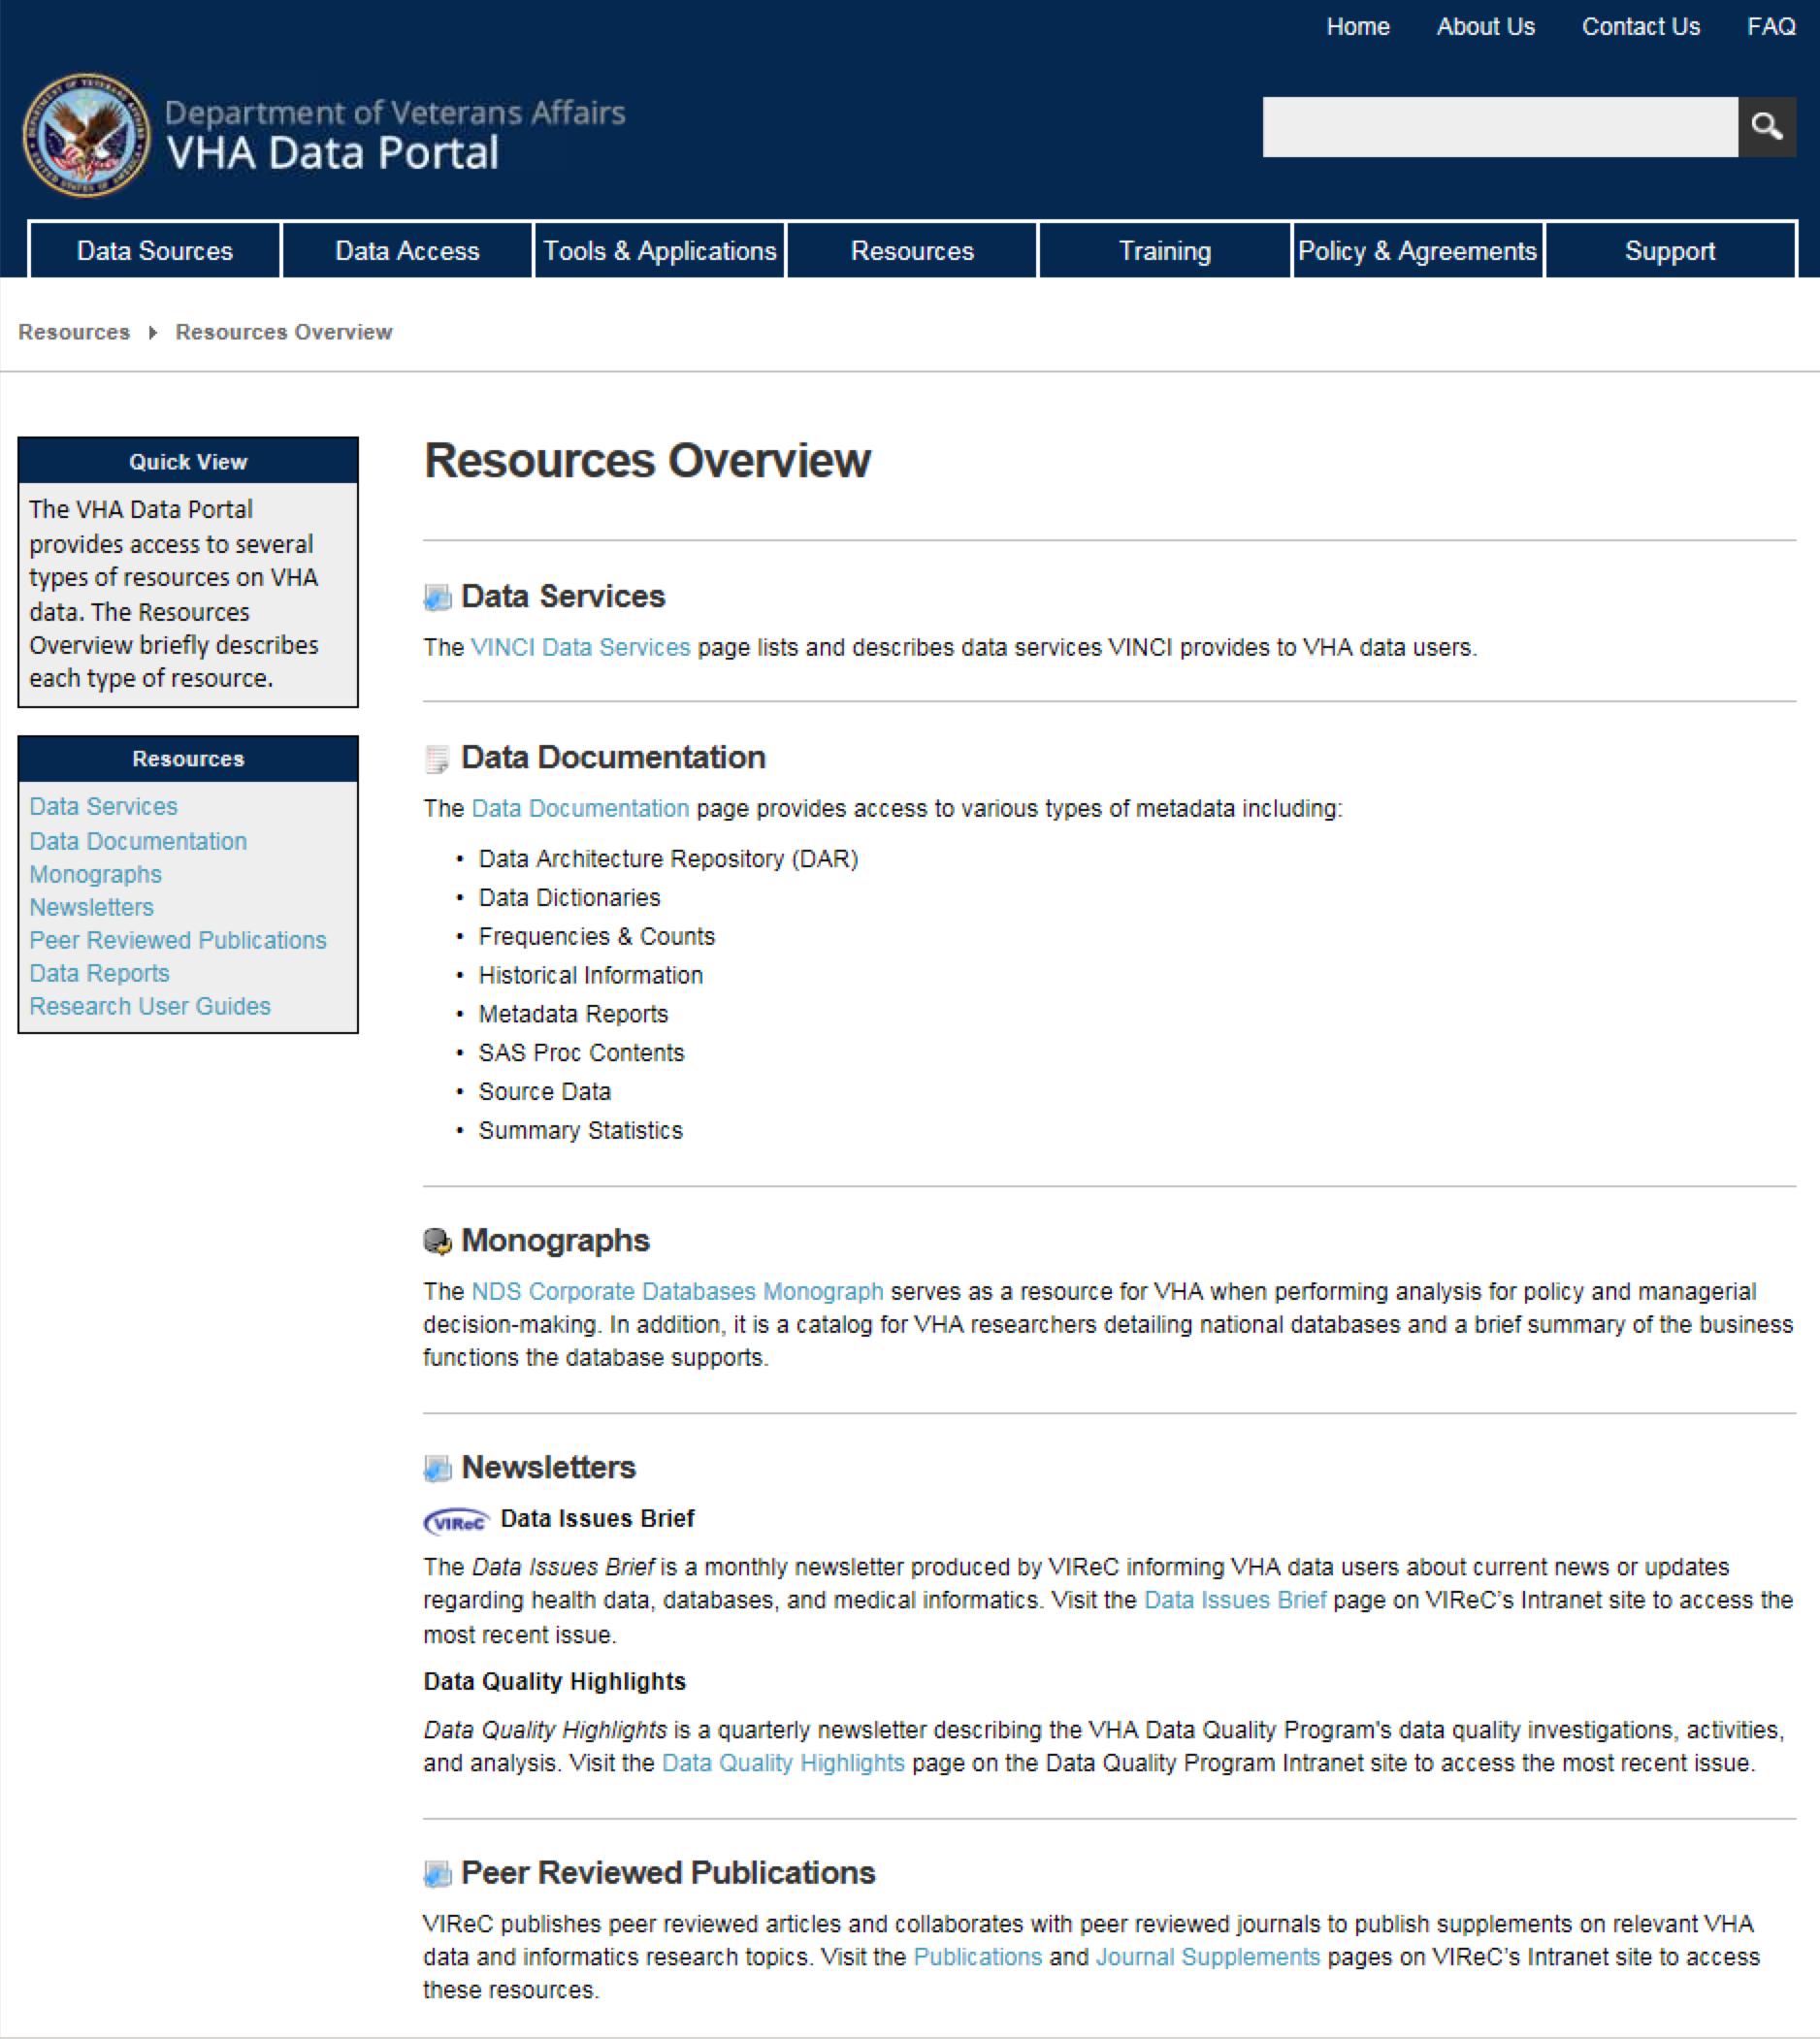 Home About Us Contact Us FAQ
Department of Veterans Affairs
VHA Data Portal
Data Sources Data Access Tools & Applications Resources Training Policy & Agreements Support
Resources Resources Overview
Quick View
The VHA Data Portal
provides access to several
types of resources on VHA
data. The Resources
Overview briefly describes
each type of resource.
Resources
Data Services
Data Documentation
Monographs
Newsletters
Peer Reviewed Publications
Data Reports
Research User Guides
Resources Overview
Data Services
The VINCI Data Services page lists and describes data services VINCI provides to VHA data users.
Data Documentation
The Data Documentation page provides access to various types of metadata including:
• Data Architecture Repository (DAR)
• Data Dictionaries
• Frequencies & Counts
• Historical Information
• Metadata Reports
• SAS Proc Contents
• Source Data
• Summary Statistics
Monographs
The NDS Corporate Databases Monograph serves as a resource for VHA when performing analysis for policy and managerial
decision-making. In addition, it is a catalog for VHA researchers detailing national databases and a brief summary of the business
functions the database supports.
Newsletters
VIReC Data Issues Brief
The Data Issues Brief is a monthly newsletter produced by VIReC informing VHA data users about current news or updates
regarding health data, databases, and medical informatics. Visit the Data Issues Brief page on VIReC's Intranet site to access the
most recent issue.
Data Quality Highlights
Data Quality Highlights is a quarterly newsletter describing the VHA Data Quality Program's data quality investigations, activities,
and analysis. Visit the Data Quality Highlights page on the Data Quality Program Intranet site to access the most recent issue.
Peer Reviewed Publications
VIReC publishes peer reviewed articles and collaborates with peer reviewed journals to publish supplements on relevant VHA
data and informatics research topics. Visit the Publications and Journal Supplements pages on VIReC's Intranet site to access
these resources.